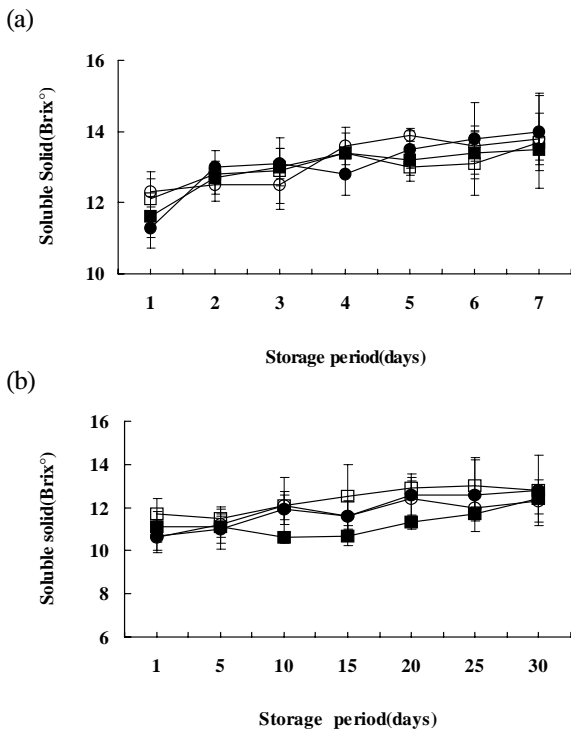 (a)
Soluble Solid(Brix°)
16
14
12
10
1 2 3 4 5 6 7
Storage period(days)
(b)
Soluble solid(Brix°)
16
14
12
10
8
6
1 5 10 15 20 25 30
Storage period(days)